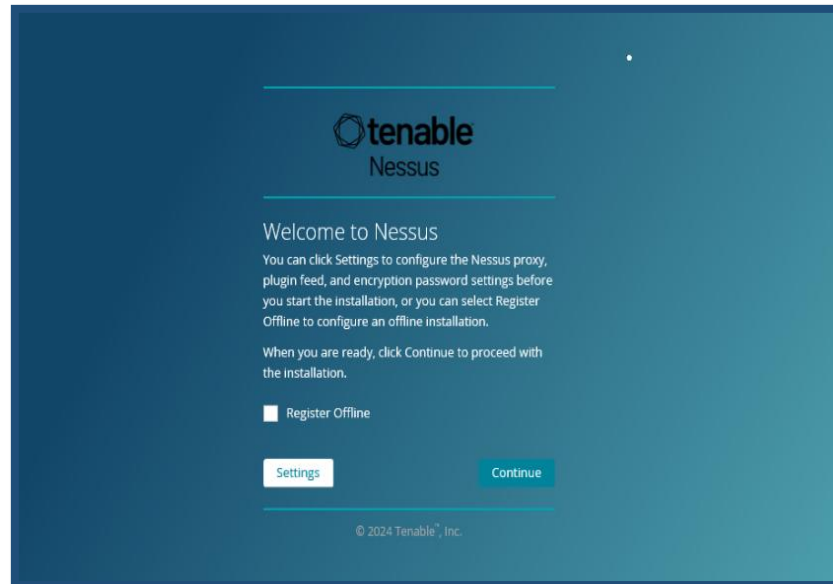 tenable
Nessus
Welcome to Nessus
You can click Settings to configure the Nessus proxy,
plugin feed, and encryption password settings before
you start the installation, or you can select Register
Offline to configure an offline installation.
When you are ready, click Continue to proceed with
the installation.
Register Offline
Settings Continue
© 2024 Tenable™, Inc.